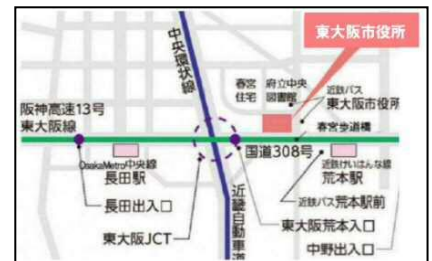 東大阪市役所
中央環状線
春宮
住宅
府立中央
図書館
近鉄バス
東大阪市役所
阪神高速13号
東大阪線
春宮歩道橋
OsakaMetro中央線
長田駅
国道308号
近鉄けいはんな線
荒本駅
長田出入口
近鉄バス荒本駅前
東大阪JCT
近畿自動車道
東大阪荒本入口
中野出入口